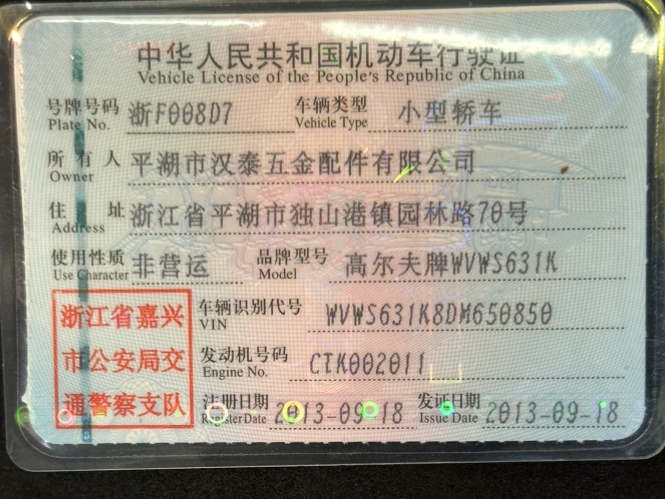 中华人民共和国机动车行驶证
Vehicle License of the People's Republic of China
号牌号码 浙F008D7 车辆类型 小型轿车
Plate No. Vehicle Type
所有人 平湖市汉泰五金配件有限公司
Owner
住址 浙江省平湖市独山港镇园林路70号
Address
使用性质 非营运 品牌型号 高尔夫牌WVWS631K
Use Character Model
浙江省嘉兴
市公安局交
通警察支队
车辆识别代号 WVWS631K8DM650850
VIN
发动机号码 CTK002011
Engine No.
注册日期 2013-09-18 发证日期 2013-09-18
Register Date Issue Date